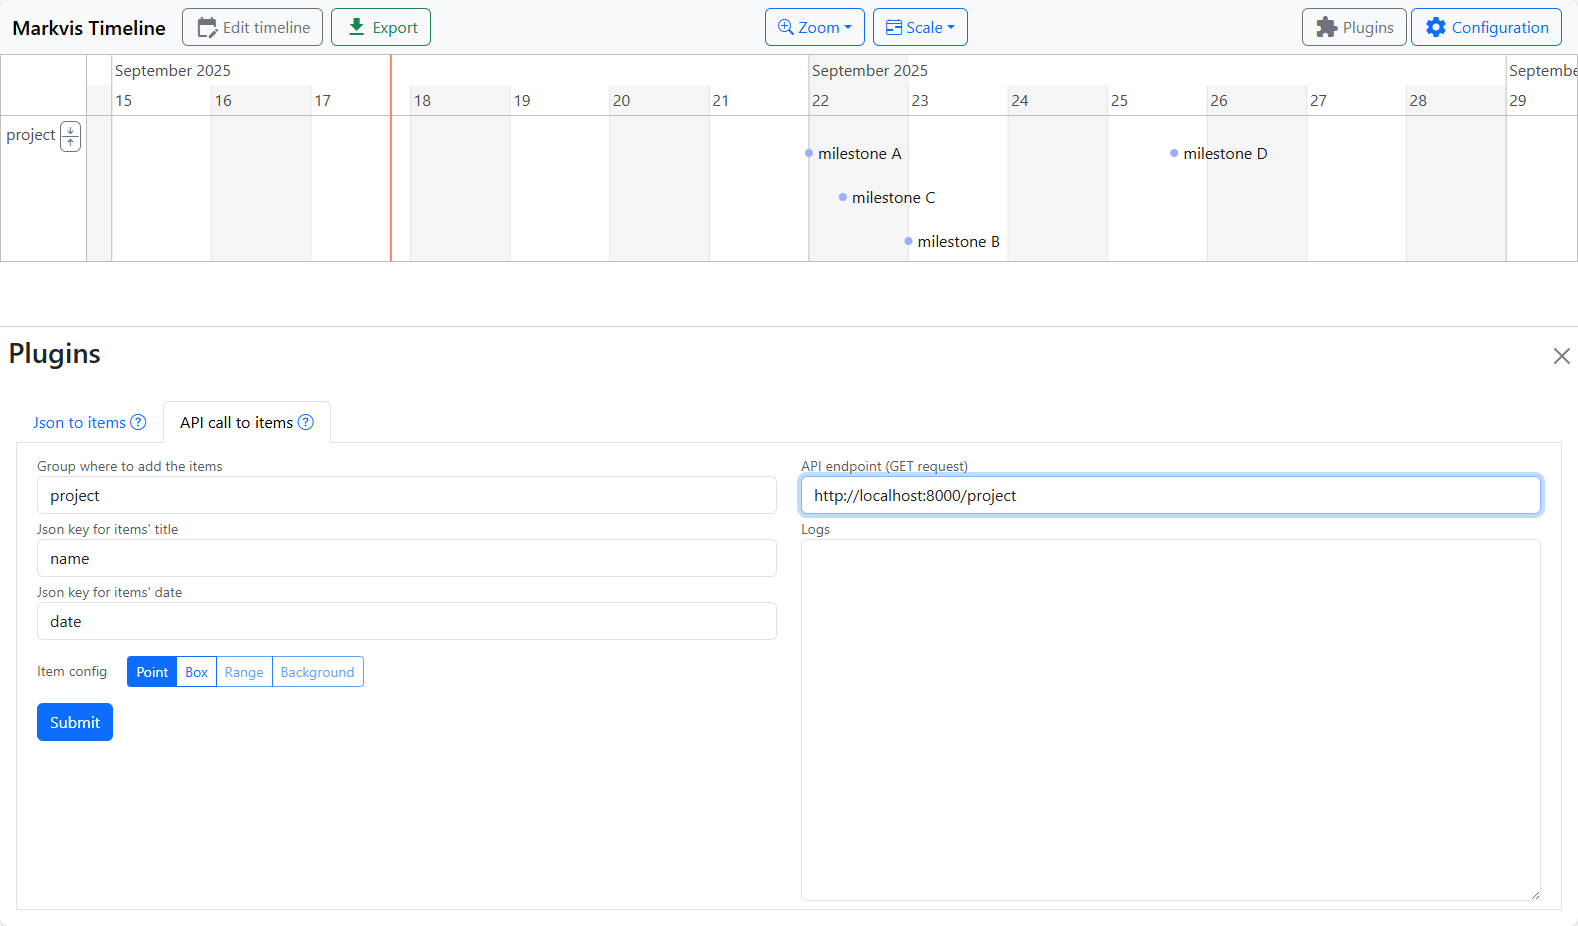 Markvis Timeline Edit timeline Export Zoom Scale Plugins Configuration
September 2025 September 2025 Septembe
15 16 17 18 19 20 21 22 23 24 25 26 27 28 29
project
milestone A milestone D
milestone C
milestone B
Plugins
Json to items ? API call to items ?
Group where to add the items
project
Json key for items' title
name
Json key for items' date
date
Item config Point Box Range Background
Submit
API endpoint (GET request)
http://localhost:8000/project
Logs